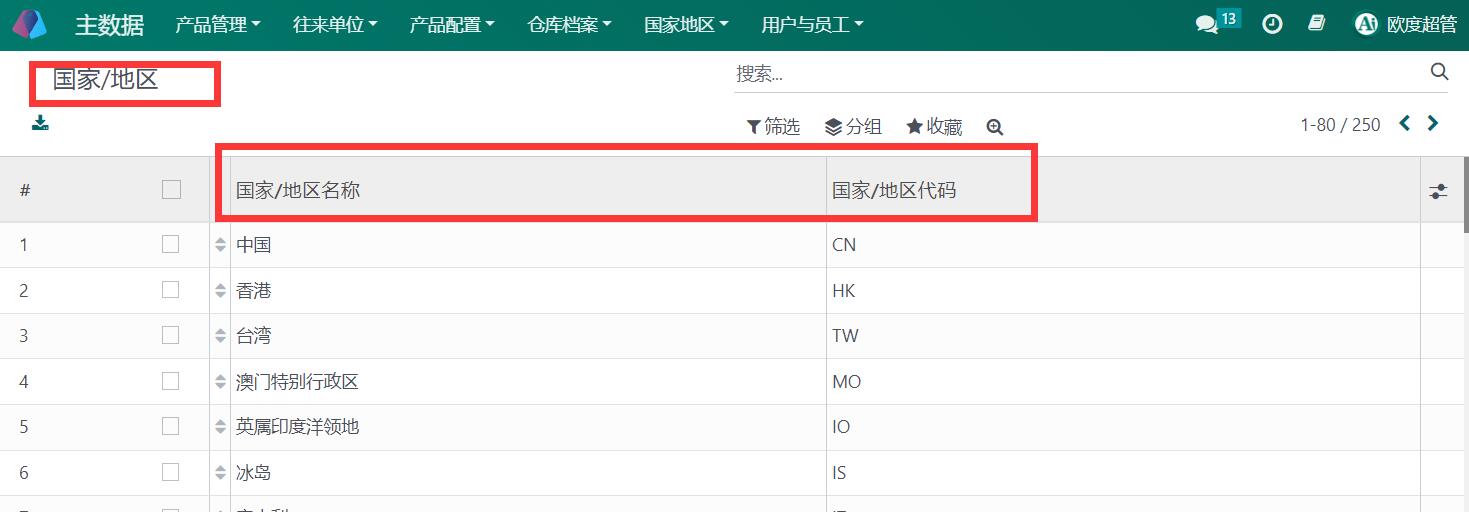 主数据 产品管理 往来单位 产品配置 仓库档案 国家地区 用户与员工 13 Ai 欧度超管
国家/地区 搜索...
筛选 分组 收藏 1-80 / 250
# 国家/地区名称 国家/地区代码
1 中国 CN
2 香港 HK
3 台湾 TW
4 澳门特别行政区 MO
5 英属印度洋领地 IO
6 冰岛 IS